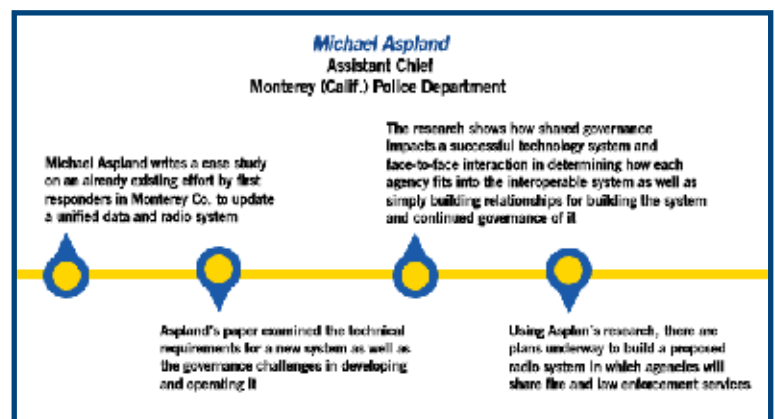 Michael Aspland
Assistant Chief
Monterey (Calif.) Police Department
Michael Aspland writes a case study
on an already existing effort by first
responders in Monterey Co. to update
a unified data and radio system
Aspland's paper examined the technical
requirements for a new system as well as
the governance challenges in developing
and operating it
The research shows how shared governance
impacts a successful technology system and
face-to-face interaction in determining how each
agency fits into the interoperable system as well as
simply building relationships for building the system
and continued governance of it
Using Asplan's research, there are
plans underway to build a proposed
radio system in which agencies will
share fire and law enforcement services